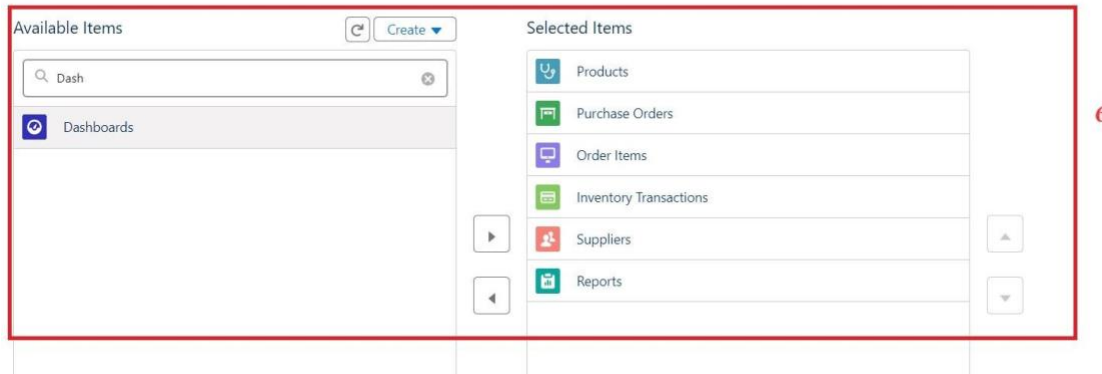 Available Items
Create
Selected Items
Dash
Dashboards
Products
Purchase Orders
Order Items
Inventory Transactions
Suppliers
Reports